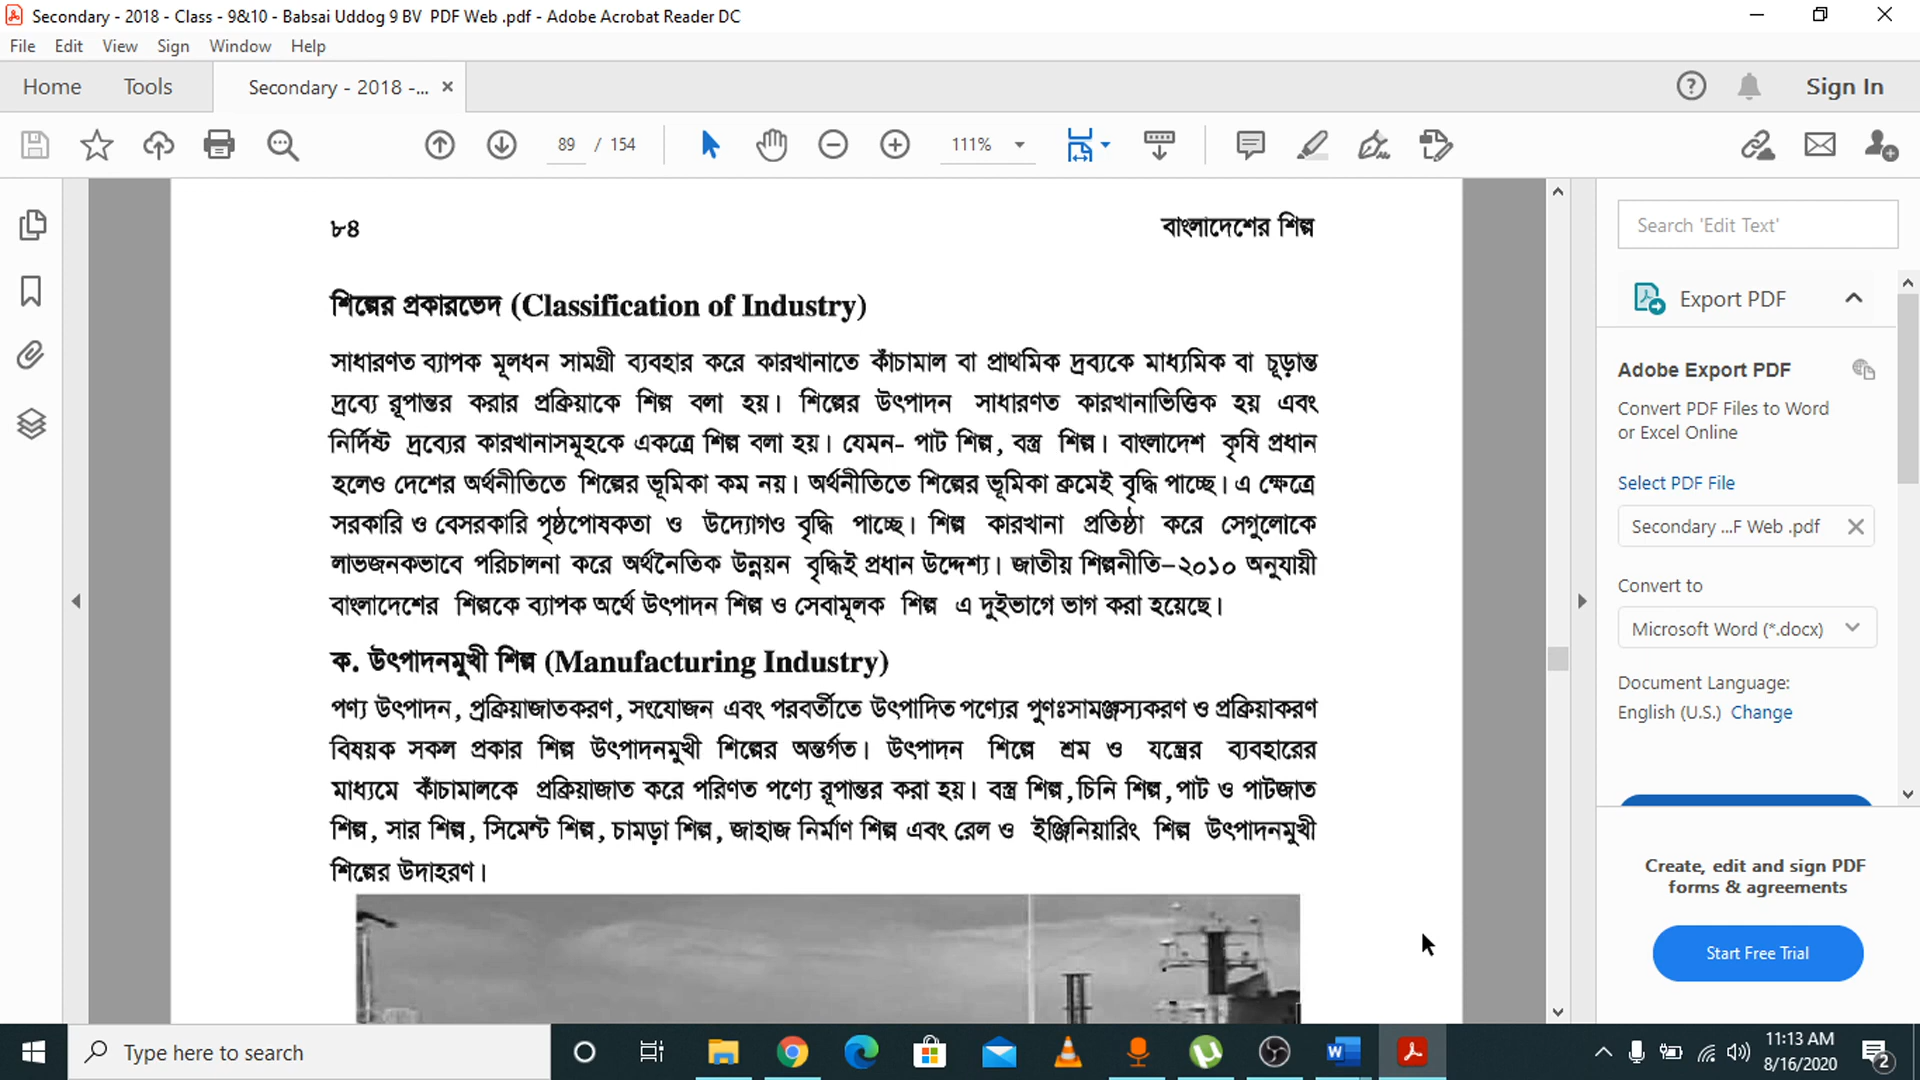 Secondary - 2018 - Class - 9&10 - Babsai Uddog 9 BV PDF Web .pdf - Adobe Acrobat Reader DC
File Edit View Sign Window Help
Home Tools Secondary - 2018 -... × Sign In
89 / 154 111%
৮৪ বাংলাদেশের শিল্প
শিল্পের প্রকারভেদ (Classification of Industry)
সাধারণত ব্যাপক মূলধন সামগ্রী ব্যবহার করে কারখানাতে কাঁচামাল বা প্রাথমিক দ্রব্যকে মাধ্যমিক বা চূড়ান্ত
দ্রব্যে রূপান্তর করার প্রক্রিয়াকে শিল্প বলা হয়। শিল্পের উৎপাদন সাধারণত কারখানাভিত্তিক হয় এবং
নির্দিষ্ট দ্রব্যের কারখানাসমূহকে একত্রে শিল্প বলা হয়। যেমন- পাট শিল্প, বস্ত্র শিল্প। বাংলাদেশ কৃষি প্রধান
হলেও দেশের অর্থনীতিতে শিল্পের ভূমিকা কম নয়। অর্থনীতিতে শিল্পের ভূমিকা ক্রমেই বৃদ্ধি পাচ্ছে। এ ক্ষেত্রে
সরকারি ও বেসরকারি পৃষ্ঠপোষকতা ও উদ্যোগও বৃদ্ধি পাচ্ছে। শিল্প কারখানা প্রতিষ্ঠা করে সেগুলোকে
লাভজনকভাবে পরিচালনা করে অর্থনৈতিক উন্নয়ন বৃদ্ধিই প্রধান উদ্দেশ্য। জাতীয় শিল্পনীতি–২০১০ অনুযায়ী
বাংলাদেশের শিল্পকে ব্যাপক অর্থে উৎপাদন শিল্প ও সেবামূলক শিল্প এ দুইভাগে ভাগ করা হয়েছে।
ক. উৎপাদনমুখী শিল্প (Manufacturing Industry)
পণ্য উৎপাদন, প্রক্রিয়াজাতকরণ, সংযোজন এবং পরবর্তীতে উৎপাদিত পণ্যের পুণঃসামঞ্জস্যকরণ ও প্রক্রিয়াকরণ
বিষয়ক সকল প্রকার শিল্প উৎপাদনমুখী শিল্পের অন্তর্গত। উৎপাদন শিল্পে শ্রম ও যন্ত্রের ব্যবহারের
মাধ্যমে কাঁচামালকে প্রক্রিয়াজাত করে পরিণত পণ্যে রূপান্তর করা হয়। বস্ত্র শিল্প,চিনি শিল্প,পাট ও পাটজাত
শিল্প, সার শিল্প, সিমেন্ট শিল্প, চামড়া শিল্প, জাহাজ নির্মাণ শিল্প এবং রেল ও ইঞ্জিনিয়ারিং শিল্প উৎপাদনমুখী
শিল্পের উদাহরণ।
Search 'Edit Text'
Export PDF
Adobe Export PDF
Convert PDF Files to Word
or Excel Online
Select PDF File
Secondary ...F Web .pdf
Convert to
Microsoft Word (*.docx)
Document Language:
English (U.S.) Change
Create, edit and sign PDF
forms & agreements
Start Free Trial
Type here to search
11:13 AM
8/16/2020
2